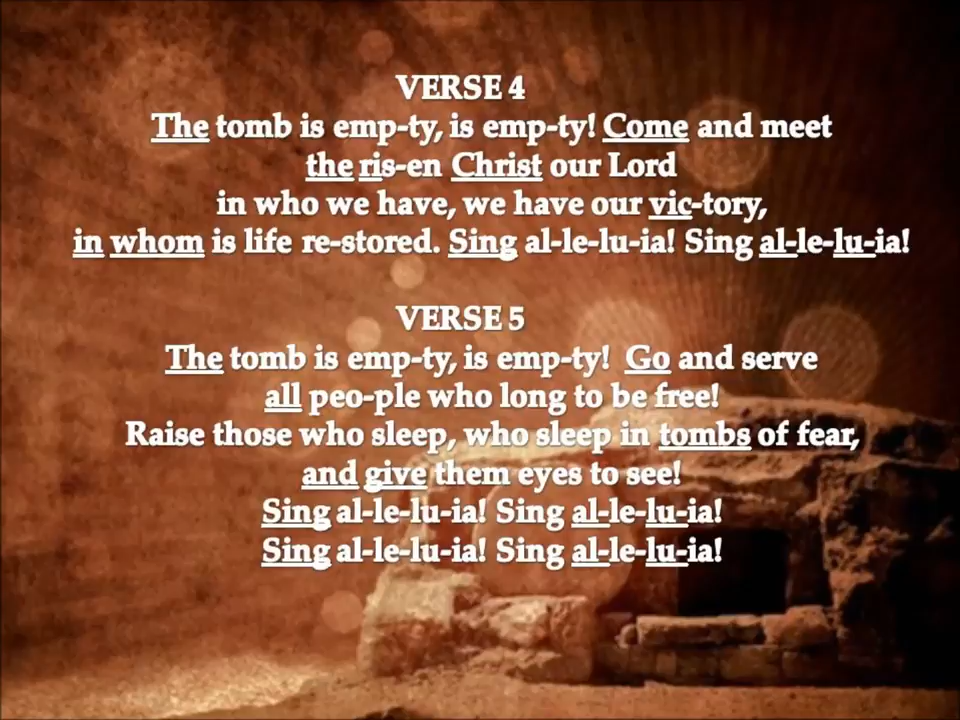 VERSE 4
The tomb is emp-ty, is emp-ty! Come and meet
the ris-en Christ our Lord
in who we have, we have our vic-tory,
in whom is life re-stored. Sing al-le-lu-ia! Sing al-le-lu-ia!
VERSE 5
The tomb is emp-ty, is emp-ty! Go and serve
all peo-ple who long to be free!
Raise those who sleep, who sleep in tombs of fear,
and give them eyes to see!
Sing al-le-lu-ia! Sing al-le-lu-ia!
Sing al-le-lu-ia! Sing al-le-lu-ia!